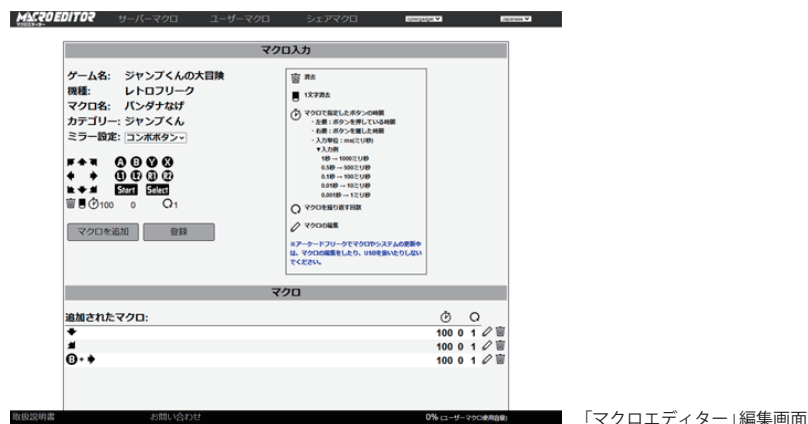 MACRO EDITOR サーバーマクロ ユーザーマクロ シェアマクロ Japanese
マクロエディター
マクロ入力
ゲーム名: ジャンプくんの大冒険
機種: レトロフリーク
マクロ名: バンダナなげ
カテゴリー: ジャンプくん
ミラー設定: コンボボタン
A B Y X
L1 L2 R1 R2
Start Select
100 0 1
マクロを追加 登録
消去
1文字消去
マクロで指定したボタンの時間
・左側：ボタンを押している時間
・右側：ボタンを離した時間
・入力単位：ms(ミリ秒)
▼入力例
1秒 → 1000ミリ秒
0.5秒 → 500ミリ秒
0.1秒 → 100ミリ秒
0.01秒 → 10ミリ秒
0.001秒 → 1ミリ秒
マクロを繰り返す回数
マクロの編集
※アーケードフリークでマクロやシステムの更新中
は、マクロの編集をしたり、USBを抜いたりしない
でください。
マクロ
追加されたマクロ:
100 0 1
100 0 1
B + 100 0 1
取扱説明書 お問い合わせ 0% (ユーザーマクロ使用容量)
「マクロエディター」編集画面